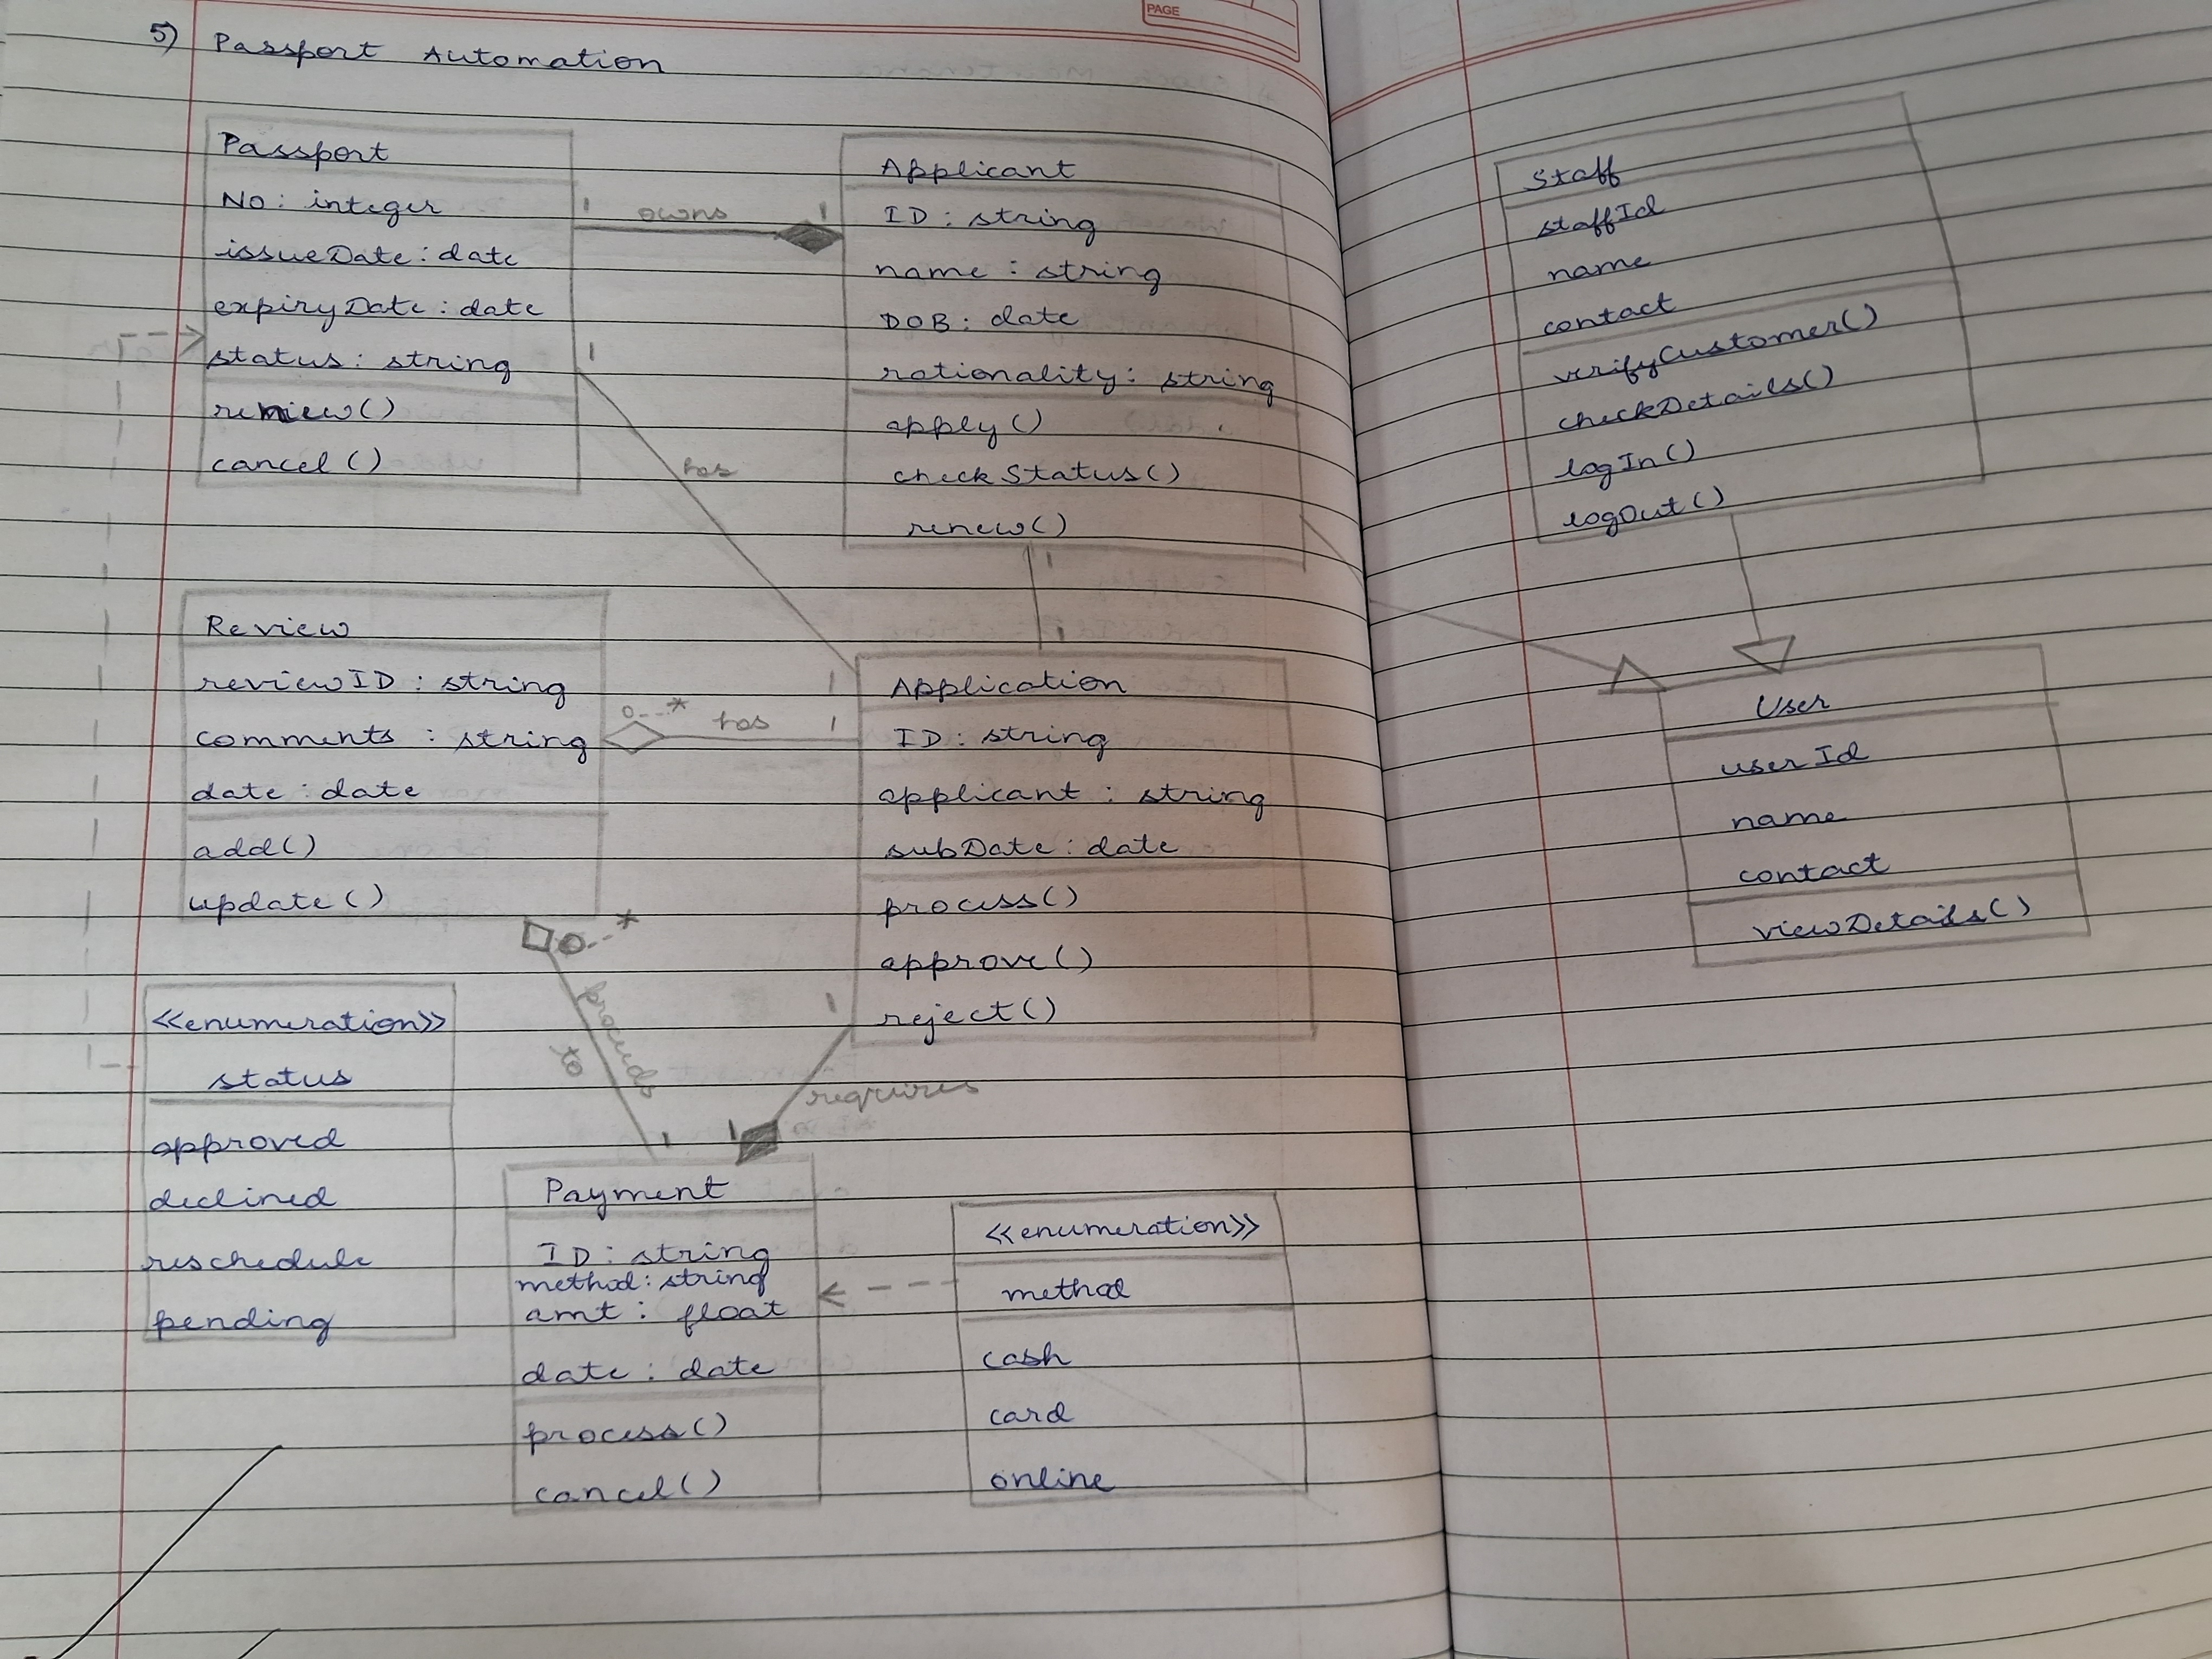 PAGE
5) Passport Automation
Passport
No: integer
issueDate: date
expiryDate: date
status: string
cancel()
1 owns 1
1
has
1
Applicant
ID: string
name: string
DOB: date
rationality: string
apply()
checkStatus()
renew()
1
1
Staff
staffId
name
contact
verifyCustomer()
checkDetails()
logIn()
logOut()
Review
reviewID: string
comments: string
date: date
add()
update()
0--* has 1
Application
ID: string
applicant: string
subDate: date
process()
approve()
reject()
User
userId
name
contact
viewDetails()
0--*
proceeds
to
1
1
requires
1
<<enumeration>>
status
approved
declined
reschedule
pending
Payment
ID: string
method: string
amt: float
date: date
process()
cancel()
<<enumeration>>
method
cash
card
online